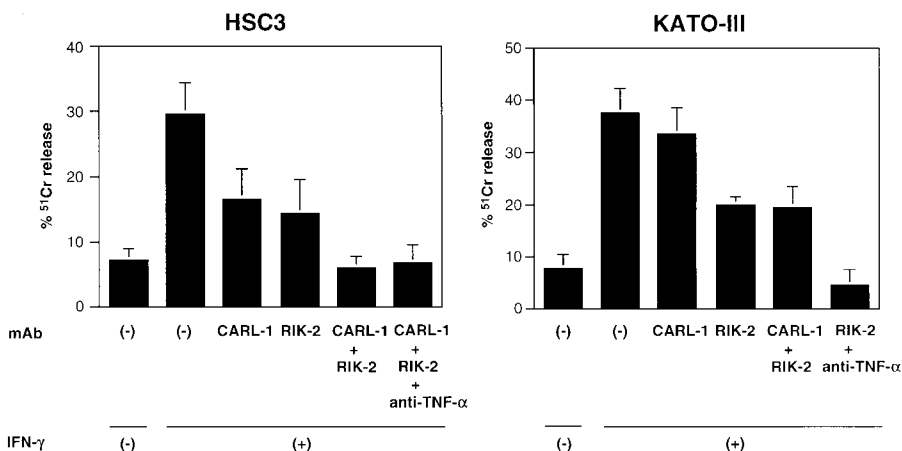 HSC3
KATO-III
% ⁵¹Cr release
40
30
20
10
0
% ⁵¹Cr release
50
40
30
20
10
0
mAb
(-) (-) CARL-1 RIK-2 CARL-1 + RIK-2 CARL-1 + RIK-2 + anti-TNF-α
(-) (-) CARL-1 RIK-2 CARL-1 + RIK-2 RIK-2 + anti-TNF-α
IFN-γ (-) (+) (-) (+)